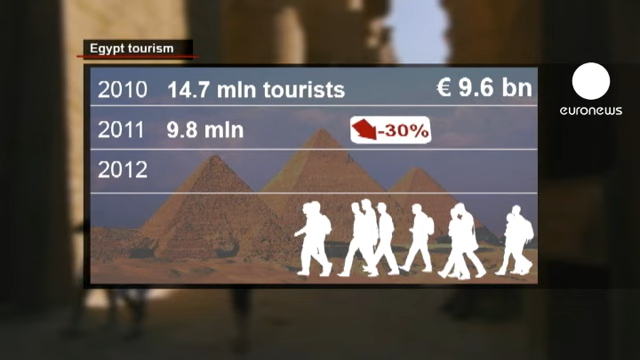 Egypt tourism
2010 14.7 mln tourists € 9.6 bn
2011 9.8 mln -30%
2012
euronews